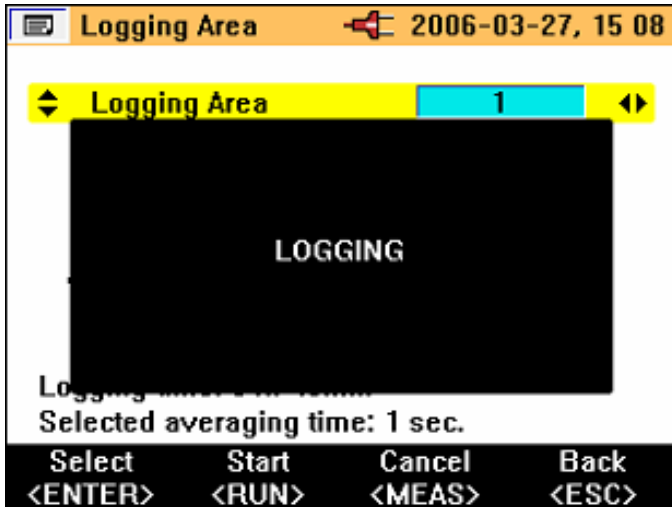 Logging Area 2006-03-27, 15 08
Logging Area 1
LOGGING
Selected averaging time: 1 sec.
Select Start Cancel Back
<ENTER> <RUN> <MEAS> <ESC>